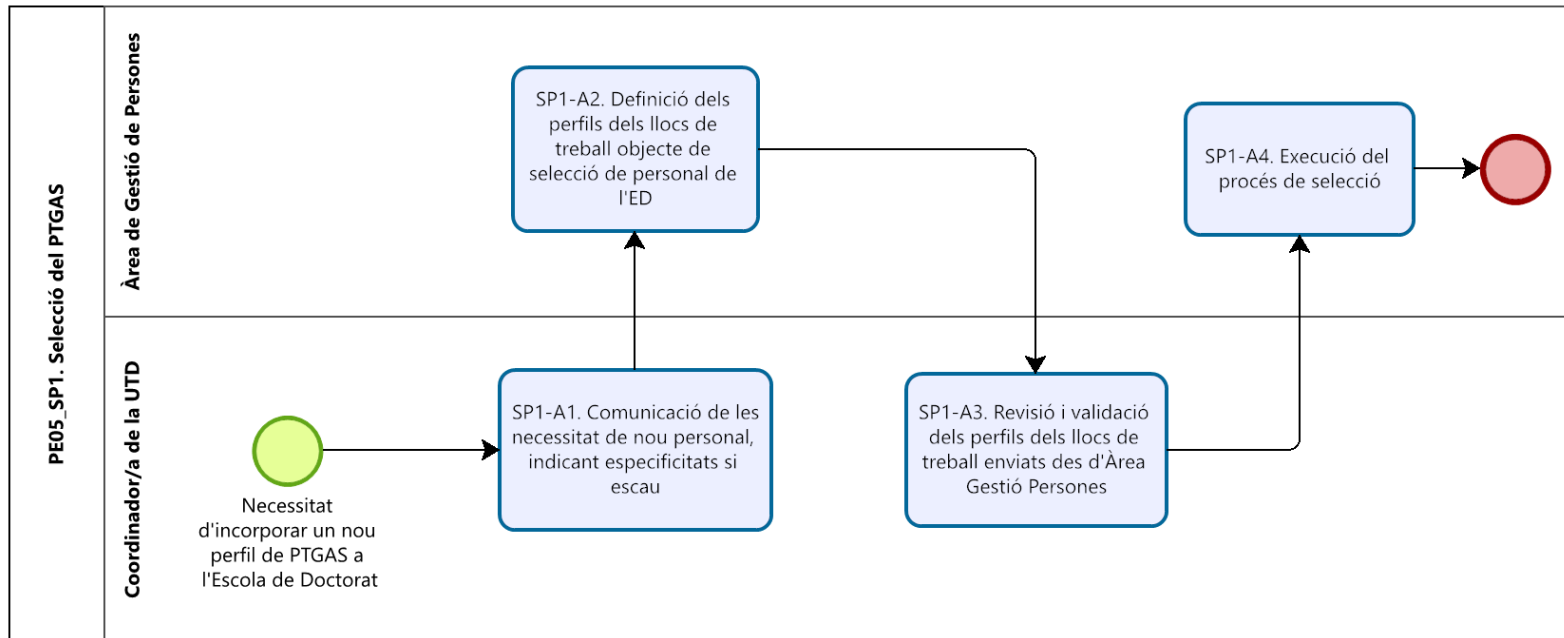 PE05_SP1. Selecció del PTGAS
Àrea de Gestió de Persones
SP1-A2. Definició dels
perfils dels llocs de
treball objecte de
selecció de personal de
l'ED
SP1-A4. Execució del
procés de selecció
Coordinador/a de la UTD
Necessitat
d'incorporar un nou
perfil de PTGAS a
l'Escola de Doctorat
SP1-A1. Comunicació de les
necessitat de nou personal,
indicant especificitats si
escau
SP1-A3. Revisió i validació
dels perfils dels llocs de
treball enviats des d'Àrea
Gestió Persones